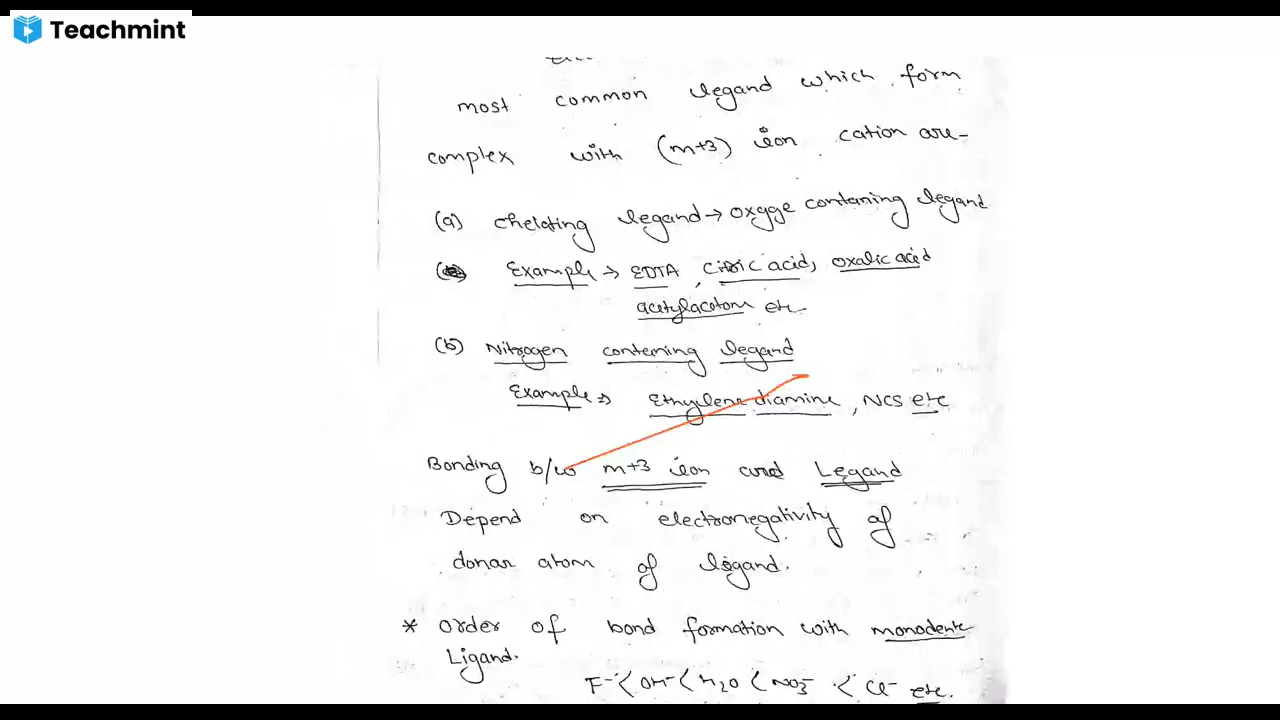 Teachmint
most common legand which form
complex with (m+3) ion cation are-
(a) Chelating legand → oxyge containing legand
Example → EDTA, Citric acid, oxalic acid
acetylacetom etc
(b) Nitrogen contening legand
Example → Ethylene diamine, NCS etc
Bonding b/w m+3 ion and Legand
Depend on electronegativity of
donar atom of ligand.
* Order of bond formation with monodente
Ligand.
F⁻ < OH⁻ < H₂O < NO₃⁻ < Cl⁻ etc.